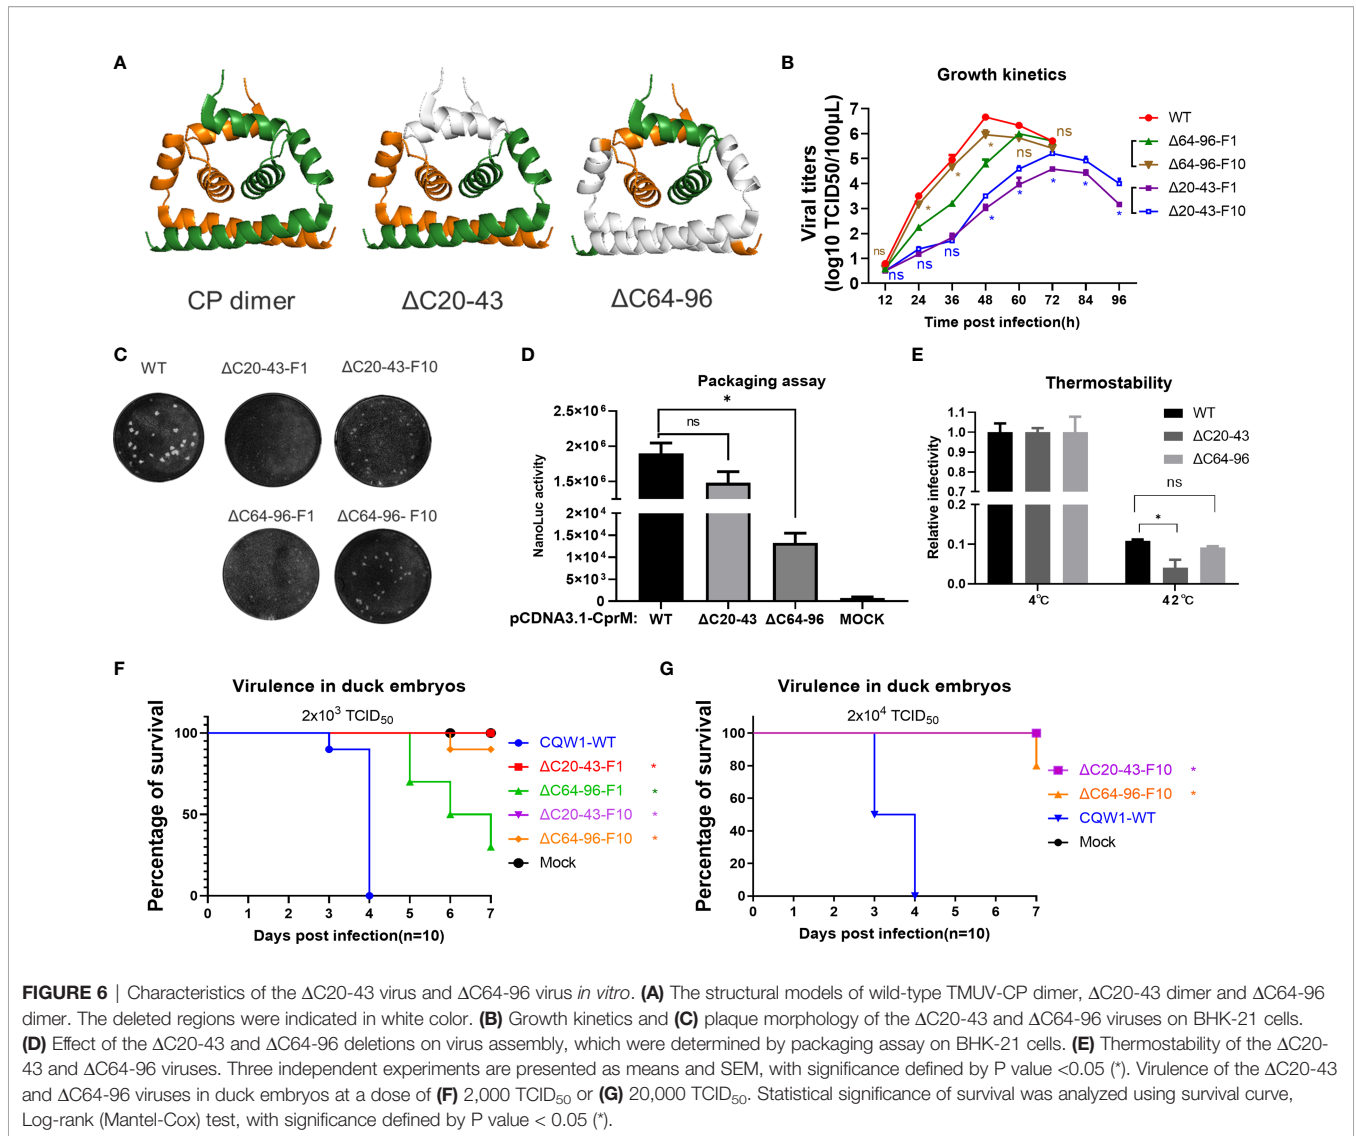 A
CP dimer
ΔC20-43
ΔC64-96
B
Growth kinetics
Viral titers
(log10 TCID50/100μL)
7
6
5
4
3
2
1
0
12 24 36 48 60 72 84 96
Time post infection(h)
ns
ns
ns
ns
ns
ns
*
*
*
*
*
*
*
*
*
WT
Δ64-96-F1
Δ64-96-F10
Δ20-43-F1
Δ20-43-F10
C
WT
ΔC20-43-F1
ΔC20-43-F10
ΔC64-96-F1
ΔC64-96- F10
D
Packaging assay
*
ns
NanoLuc activity
2.5×10⁶
2×10⁶
1.5×10⁶
2×10⁴
1.5×10⁴
1×10⁴
5×10³
0
pCDNA3.1-CprM: WT ΔC20-43 ΔC64-96 MOCK
E
Thermostability
Relative infectivity
1.1
1.0
0.9
0.8
0.7
0.2
0.1
0.0
4°C 42°C
WT
ΔC20-43
ΔC64-96
ns
*
F
Virulence in duck embryos
2x10³ TCID₅₀
Percentage of survival
100
50
0
0 1 2 3 4 5 6 7
Days post infection(n=10)
CQW1-WT
ΔC20-43-F1 *
ΔC64-96-F1 *
ΔC20-43-F10 *
ΔC64-96-F10 *
Mock
G
Virulence in duck embryos
2x10⁴ TCID₅₀
Percentage of survival
100
80
60
40
20
0
0 1 2 3 4 5 6 7
Days post infection(n=10)
ΔC20-43-F10 *
ΔC64-96-F10 *
CQW1-WT
Mock
FIGURE 6 | Characteristics of the ΔC20-43 virus and ΔC64-96 virus in vitro. (A) The structural models of wild-type TMUV-CP dimer, ΔC20-43 dimer and ΔC64-96
dimer. The deleted regions were indicated in white color. (B) Growth kinetics and (C) plaque morphology of the ΔC20-43 and ΔC64-96 viruses on BHK-21 cells.
(D) Effect of the ΔC20-43 and ΔC64-96 deletions on virus assembly, which were determined by packaging assay on BHK-21 cells. (E) Thermostability of the ΔC20-
43 and ΔC64-96 viruses. Three independent experiments are presented as means and SEM, with significance defined by P value <0.05 (*). Virulence of the ΔC20-43
and ΔC64-96 viruses in duck embryos at a dose of (F) 2,000 TCID₅₀ or (G) 20,000 TCID₅₀. Statistical significance of survival was analyzed using survival curve,
Log-rank (Mantel-Cox) test, with significance defined by P value < 0.05 (*).